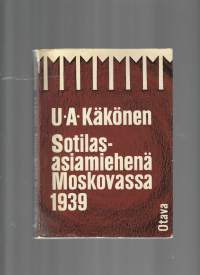 U·A·Käkönen
Sotilas-
asiamiehenä
Moskovassa
1939
Otava